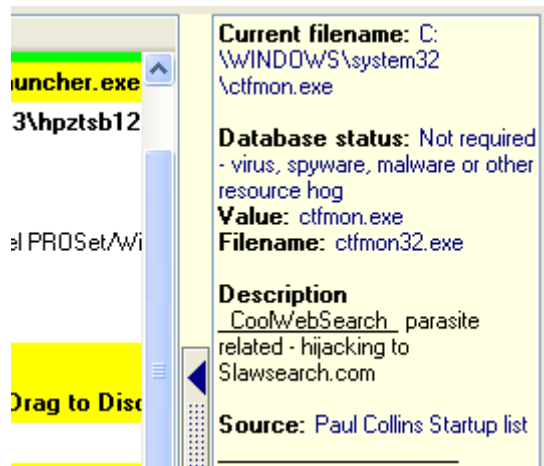 auncher.exe
3\hpztsb12
el PROSet/Wi
Drag to Disc
Current filename: C:
\WINDOWS\system32
\ctfmon.exe
Database status: Not required
- virus, spyware, malware or other
resource hog
Value: ctfmon.exe
Filename: ctfmon32.exe
Description
CoolWebSearch parasite
related - hijacking to
Slawsearch.com
Source: Paul Collins Startup list